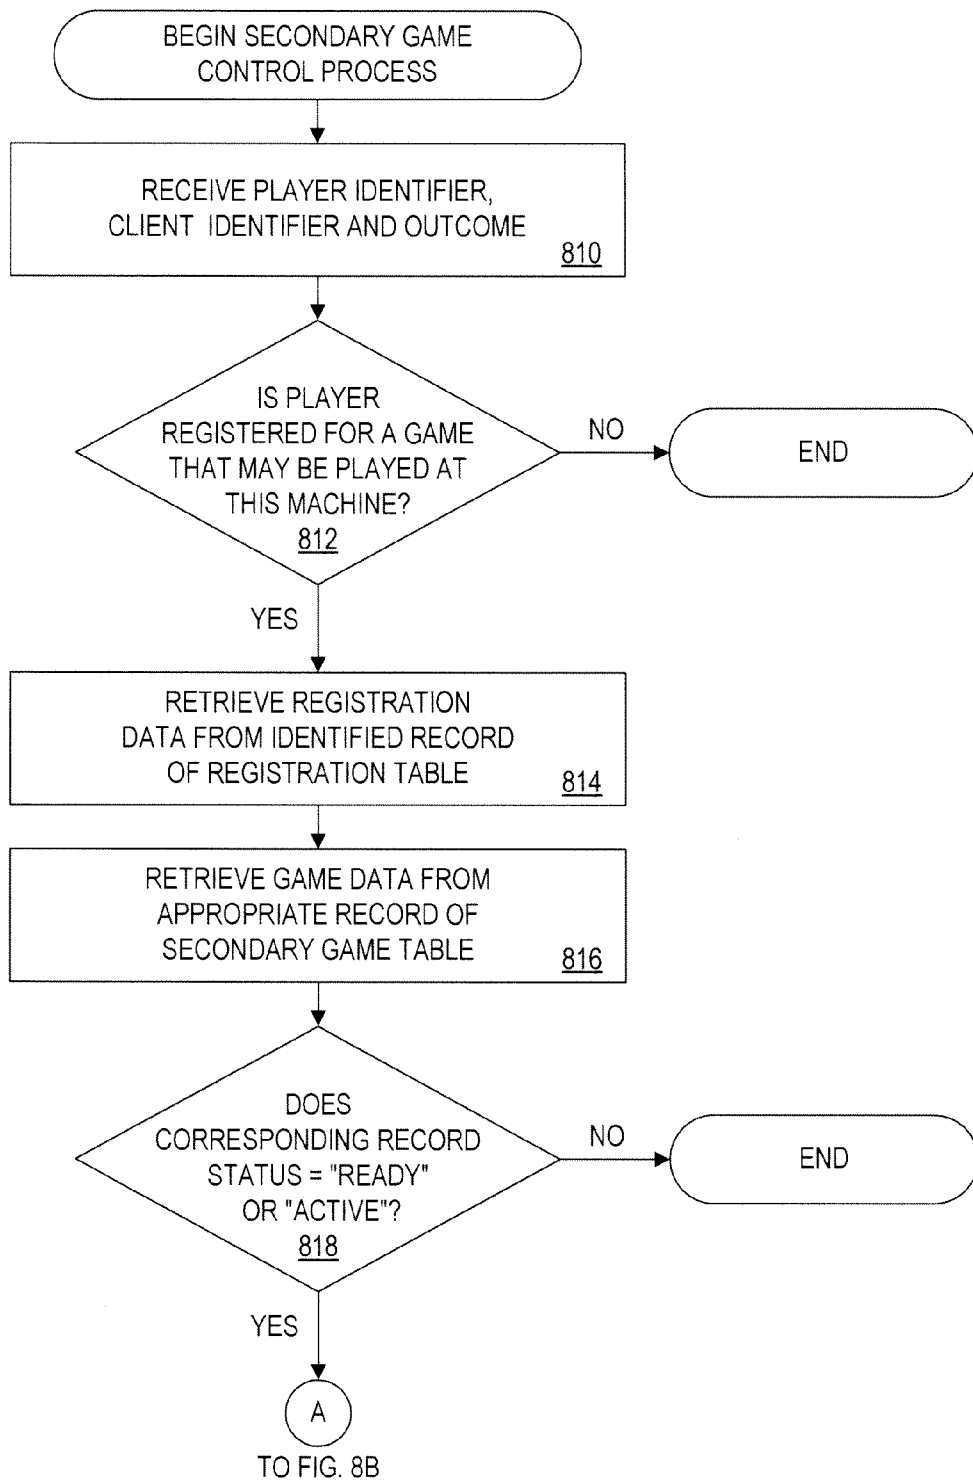 BEGIN SECONDARY GAME
CONTROL PROCESS
RECEIVE PLAYER IDENTIFIER,
CLIENT IDENTIFIER AND OUTCOME
810
IS PLAYER
REGISTERED FOR A GAME
THAT MAY BE PLAYED AT
THIS MACHINE?
812
NO
END
YES
RETRIEVE REGISTRATION
DATA FROM IDENTIFIED RECORD
OF REGISTRATION TABLE
814
RETRIEVE GAME DATA FROM
APPROPRIATE RECORD OF
SECONDARY GAME TABLE
816
DOES
CORRESPONDING RECORD
STATUS = "READY"
OR "ACTIVE"?
818
NO
END
YES
A
TO FIG. 8B